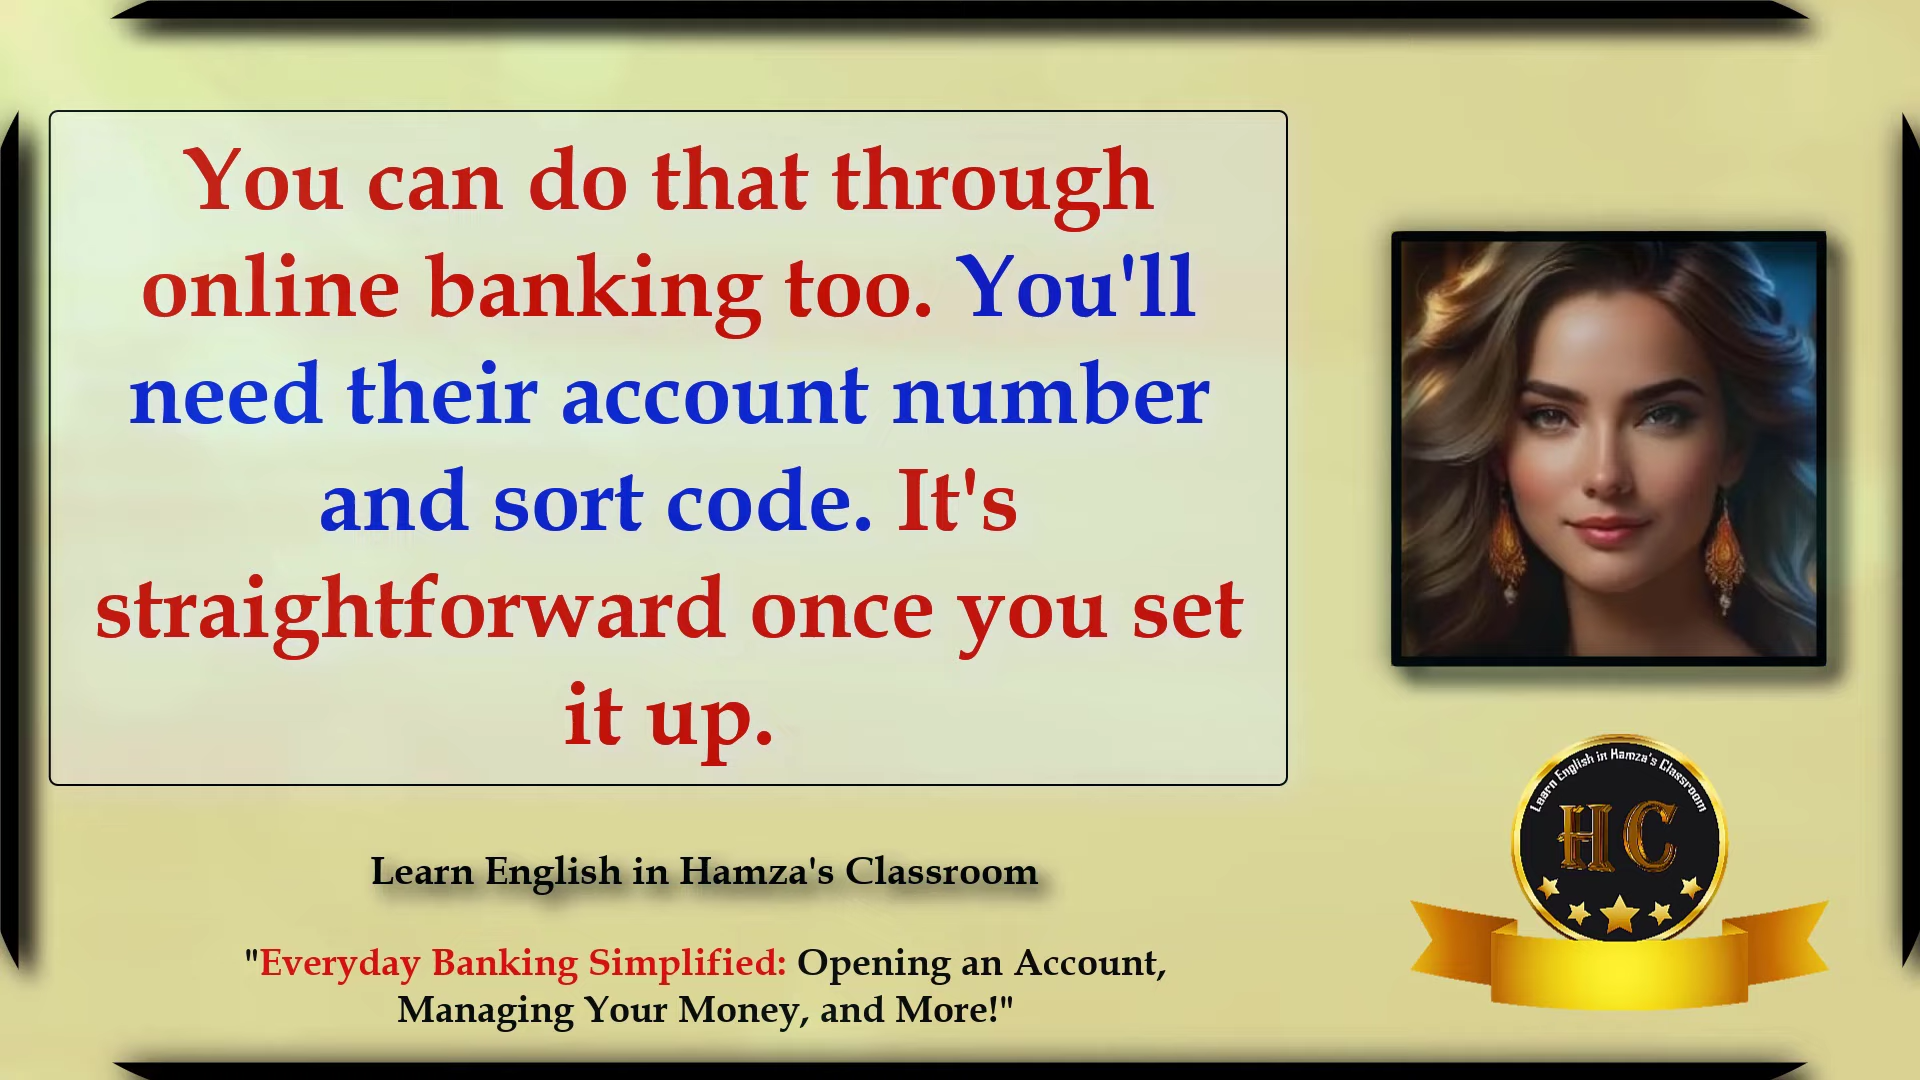 You can do that through
online banking too. You'll
need their account number
and sort code. It's
straightforward once you set
it up.
Learn English in Hamza's Classroom
HC
Learn English in Hamza's Classroom
"Everyday Banking Simplified: Opening an Account,
Managing Your Money, and More!"